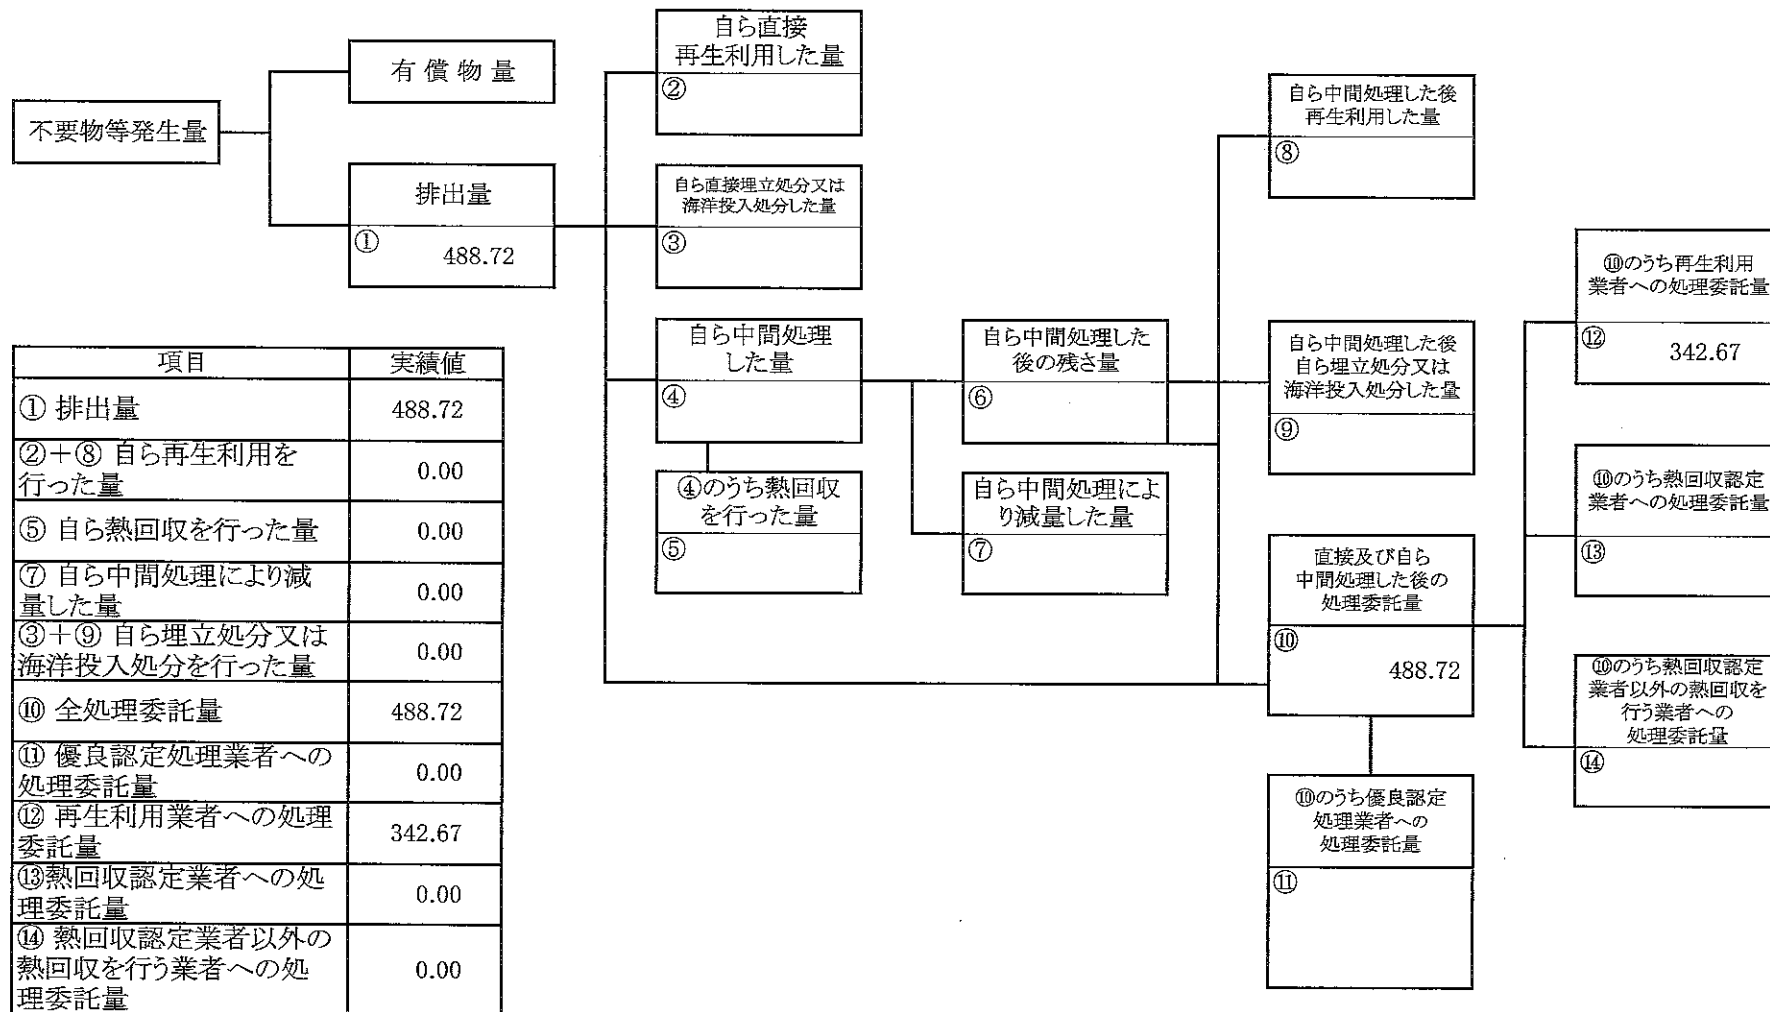 不要物等発生量
有償物量
排出量
①
488.72
自ら直接
再生利用した量
②
自ら直接埋立処分又は
海洋投入処分した量
③
自ら中間処理
した量
④
④のうち熱回収
を行った量
⑤
自ら中間処理した
後の残さ量
⑥
自ら中間処理によ
り減量した量
⑦
自ら中間処理した後
再生利用した量
⑧
自ら中間処理した後
自ら埋立処分又は
海洋投入処分した量
⑨
直接及び自ら
中間処理した後の
処理委託量
⑩
488.72
⑩のうち優良認定
処理業者への
処理委託量
⑪
⑩のうち再生利用
業者への処理委託量
⑫
342.67
⑩のうち熱回収認定
業者への処理委託量
⑬
⑩のうち熱回収認定
業者以外の熱回収を
行う業者への
処理委託量
⑭
項目 実績値
① 排出量 488.72
②+⑧ 自ら再生利用を
行った量 0.00
⑤ 自ら熱回収を行った量 0.00
⑦ 自ら中間処理により減
量した量 0.00
③+⑨ 自ら埋立処分又は
海洋投入処分を行った量 0.00
⑩ 全処理委託量 488.72
⑪ 優良認定処理業者への
処理委託量 0.00
⑫ 再生利用業者への処理
委託量 342.67
⑬熱回収認定業者への処
理委託量 0.00
⑭ 熱回収認定業者以外の
熱回収を行う業者への処
理委託量 0.00